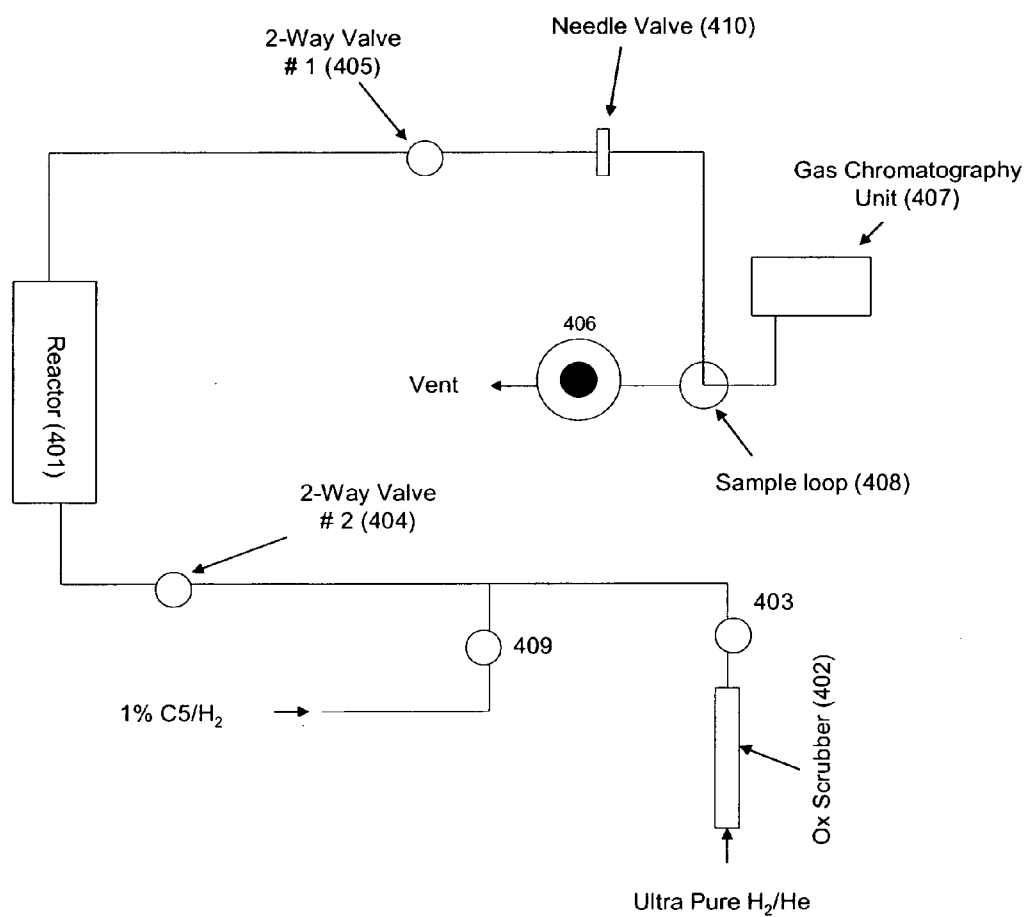 Needle Valve (410)
2-Way Valve
# 1 (405)
Gas Chromatography
Unit (407)
406
Vent
Reactor (401)
Sample loop (408)
2-Way Valve
# 2 (404)
403
409
Ox Scrubber (402)
1% C5/H₂
Ultra Pure H₂/He